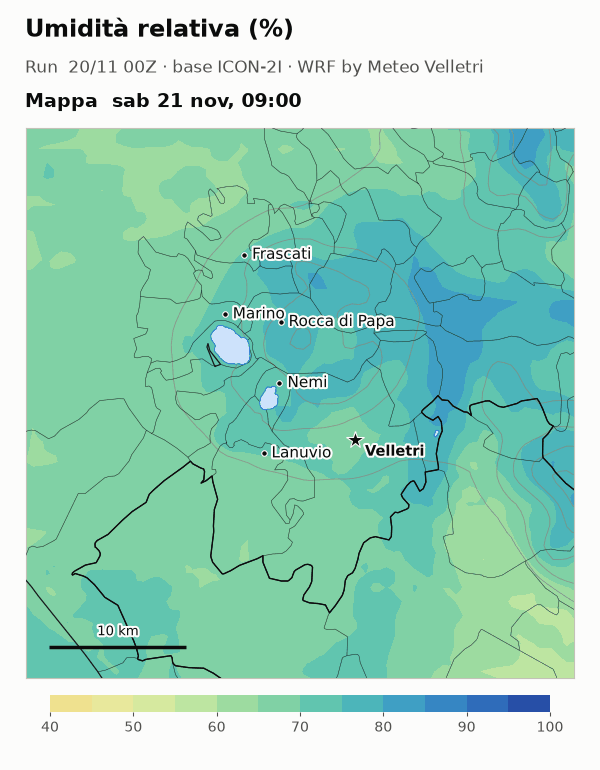 Umidità relativa (%)
Run  20/11 00Z · base ICON-2I · WRF by Meteo Velletri
Mappa  sab 21 nov, 09:00
Frascati
Marino
Rocca di Papa
Nemi
Velletri
Lanuvio
10 km
40 50 60 70 80 90 100